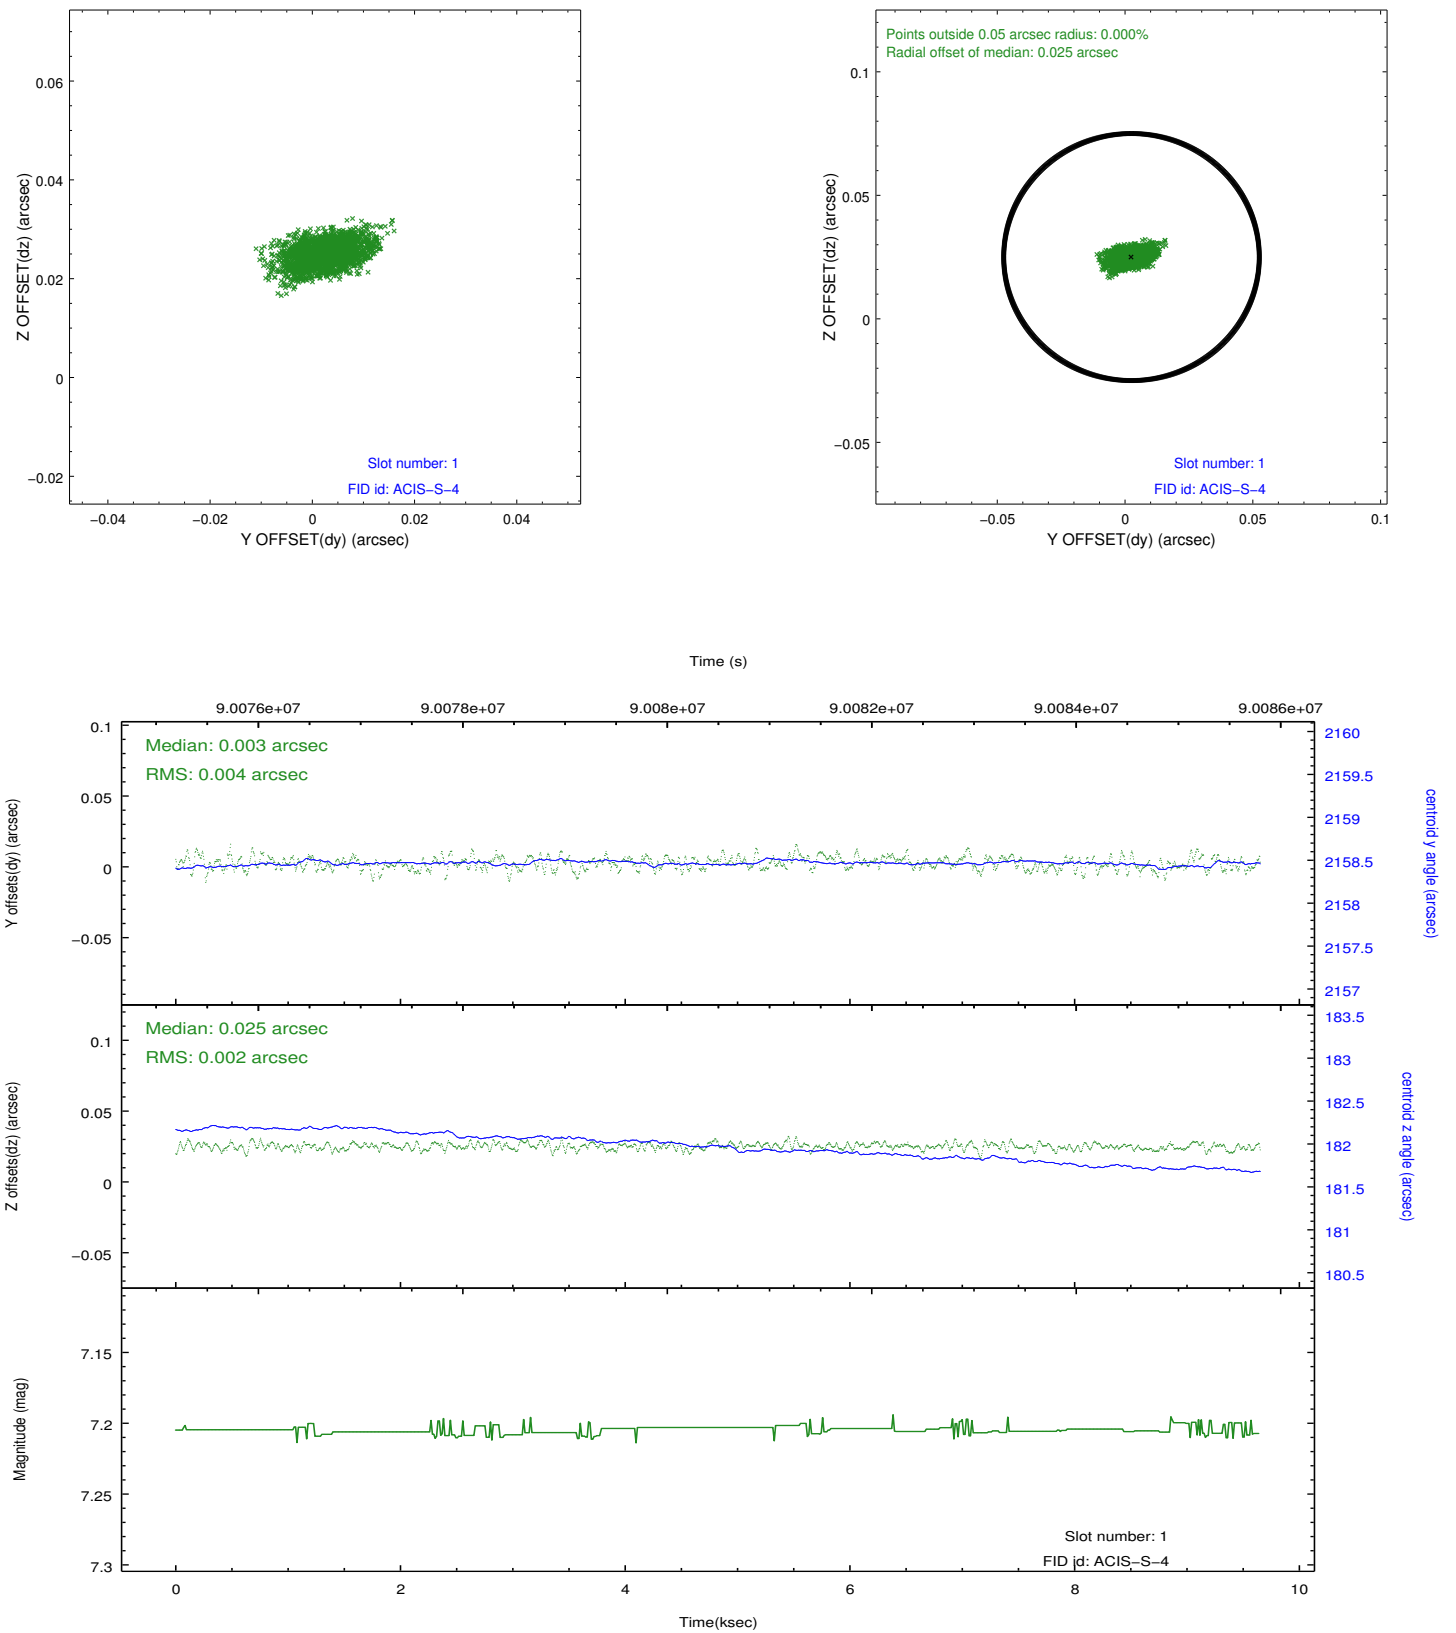 0.06
0.04
0.02
0
−0.02
Z OFFSET(dz) (arcsec)
Slot number: 1
FID id: ACIS−S−4
−0.04 −0.02 0 0.02 0.04
Y OFFSET(dy) (arcsec)
Points outside 0.05 arcsec radius: 0.000%
Radial offset of median: 0.025 arcsec
0.1
0.05
0
−0.05
Z OFFSET(dz) (arcsec)
Slot number: 1
FID id: ACIS−S−4
−0.05 0 0.05 0.1
Y OFFSET(dy) (arcsec)
Time (s)
9.0076e+07 9.0078e+07 9.008e+07 9.0082e+07 9.0084e+07 9.0086e+07
Median: 0.003 arcsec
RMS: 0.004 arcsec
0.1
0.05
0
−0.05
Y offsets(dy) (arcsec)
2160
2159.5
2159
2158.5
2158
2157.5
2157
centroid y angle (arcsec)
Median: 0.025 arcsec
RMS: 0.002 arcsec
0.1
0.05
0
−0.05
Z offsets(dz) (arcsec)
183.5
183
182.5
182
181.5
181
180.5
centroid z angle (arcsec)
7.15
7.2
7.25
7.3
Magnitude (mag)
Slot number: 1
FID id: ACIS−S−4
0 2 4 6 8 10
Time(ksec)